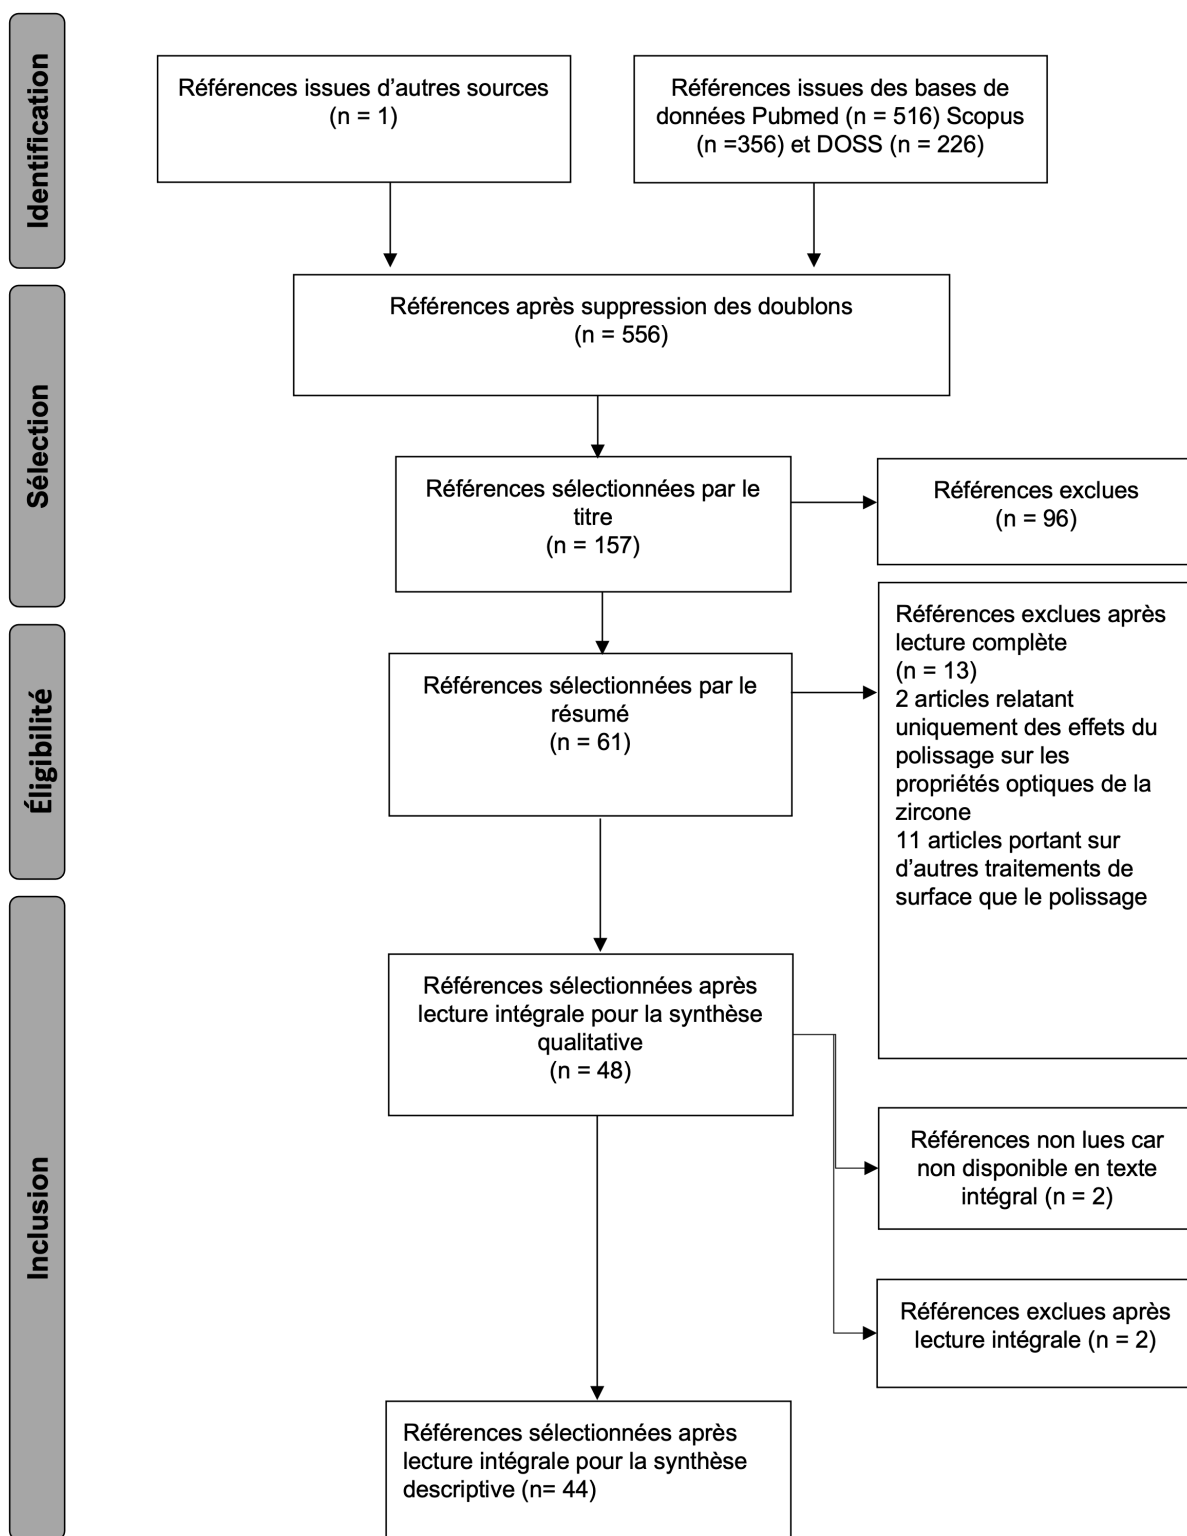 Identification
Références issues d'autres sources
(n = 1)
Références issues des bases de
données Pubmed (n = 516) Scopus
(n =356) et DOSS (n = 226)
Sélection
Références après suppression des doublons
(n = 556)
Références sélectionnées par le
titre
(n = 157)
Références exclues
(n = 96)
Éligibilité
Références sélectionnées par le
résumé
(n = 61)
Références exclues après
lecture complète
(n = 13)
2 articles relatant
uniquement des effets du
polissage sur les
propriétés optiques de la
zircone
11 articles portant sur
d'autres traitements de
surface que le polissage
Inclusion
Références sélectionnées après
lecture intégrale pour la synthèse
qualitative
(n = 48)
Références non lues car
non disponible en texte
intégral (n = 2)
Références exclues après
lecture intégrale (n = 2)
Références sélectionnées après
lecture intégrale pour la synthèse
descriptive (n= 44)